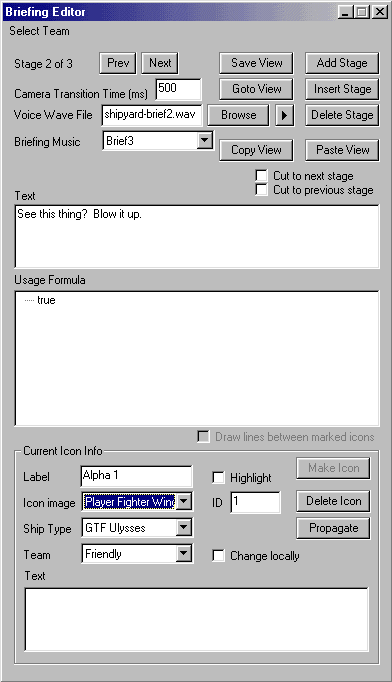 Briefing Editor
Select Team
Stage 2 of 3 Prev Next Save View Add Stage
Camera Transition Time (ms) 500 Goto View Insert Stage
Voice Wave File shipyard-brief2.wav Browse Delete Stage
Briefing Music Brief3 Copy View Paste View
Cut to next stage
Cut to previous stage
Text
See this thing?  Blow it up.
Usage Formula
true
Draw lines between marked icons
Current Icon Info
Make Icon
Label Alpha 1 Highlight
Icon image Player Fighter Wing ID 1 Delete Icon
Ship Type GTF Ulysses Propagate
Team Friendly Change locally
Text